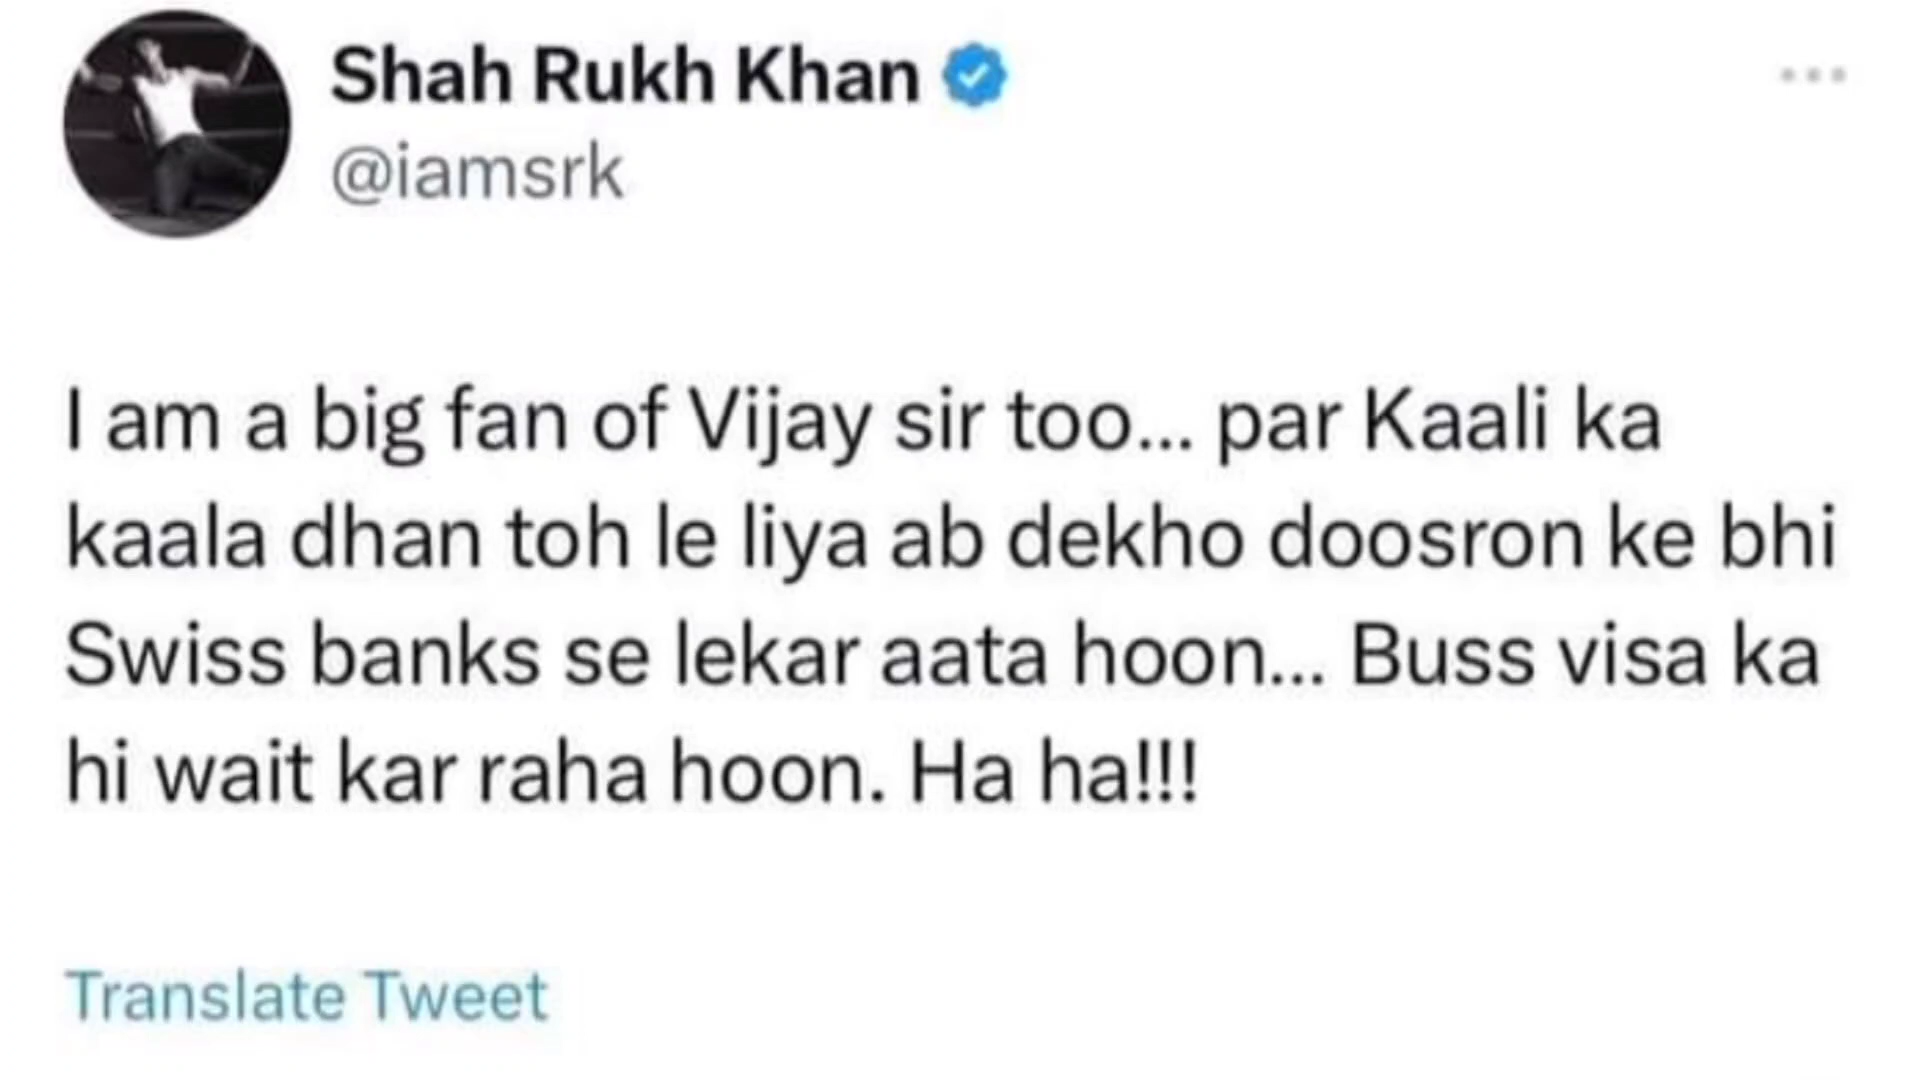 Shah Rukh Khan
@iamsrk
I am a big fan of Vijay sir too... par Kaali ka
kaala dhan toh le liya ab dekho doosron ke bhi
Swiss banks se lekar aata hoon... Buss visa ka
hi wait kar raha hoon. Ha ha!!!
Translate Tweet